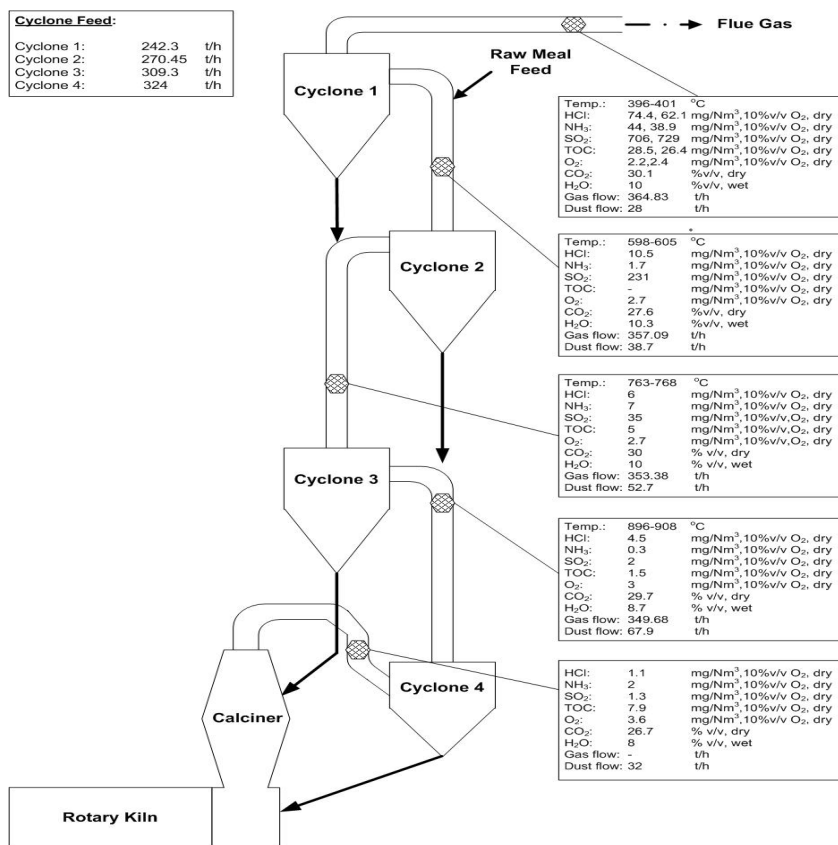 Cyclone Feed:
Cyclone 1: 242.3 t/h
Cyclone 2: 270.45 t/h
Cyclone 3: 309.3 t/h
Cyclone 4: 324 t/h
Flue Gas
Raw Meal
Feed
Cyclone 1
Temp.: 396-401 °C
HCl: 74.4, 62.1 mg/Nm³,10%v/v O₂, dry
NH₃: 44, 38.9 mg/Nm³,10%v/v O₂, dry
SO₂: 706, 729 mg/Nm³,10%v/v O₂, dry
TOC: 28.5, 26.4 mg/Nm³,10%v/v O₂, dry
O₂: 2.2,2.4 mg/Nm³,10%v/v O₂, dry
CO₂: 30.1 %v/v, dry
H₂O: 10 %v/v, wet
Gas flow: 364.83 t/h
Dust flow: 28 t/h
Cyclone 2
Temp.: 598-605 °C
HCl: 10.5 mg/Nm³,10%v/v O₂, dry
NH₃: 1.7 mg/Nm³,10%v/v O₂, dry
SO₂: 231 mg/Nm³,10%v/v O₂, dry
TOC: - mg/Nm³,10%v/v O₂, dry
O₂: 2.7 mg/Nm³,10%v/v O₂, dry
CO₂: 27.6 %v/v, dry
H₂O: 10.3 %v/v, wet
Gas flow: 357.09 t/h
Dust flow: 38.7 t/h
Temp.: 763-768 °C
HCl: 6 mg/Nm³,10%v/v O₂, dry
NH₃: 7 mg/Nm³,10%v/v O₂, dry
SO₂: 35 mg/Nm³,10%v/v,O₂, dry
TOC: 5 mg/Nm³,10%v/v,O₂, dry
O₂: 2.7 mg/Nm³,10%v/v O₂, dry
CO₂: 30 % v/v, dry
H₂O: 10 % v/v, wet
Gas flow: 353.38 t/h
Dust flow: 52.7 t/h
Cyclone 3
Temp.: 896-908 °C
HCl: 4.5 mg/Nm³,10%v/v O₂, dry
NH₃: 0.3 mg/Nm³,10%v/v O₂, dry
SO₂: 2 mg/Nm³,10%v/v O₂, dry
TOC: 1.5 mg/Nm³,10%v/v O₂, dry
O₂: 3 mg/Nm³,10%v/v O₂, dry
CO₂: 29.7 % v/v, dry
H₂O: 8.7 % v/v, wet
Gas flow: 349.68 t/h
Dust flow: 67.9 t/h
Cyclone 4
HCl: 1.1 mg/Nm³,10%v/v O₂, dry
NH₃: 2 mg/Nm³,10%v/v O₂, dry
SO₂: 1.3 mg/Nm³,10%v/v O₂, dry
TOC: 7.9 mg/Nm³,10%v/v O₂, dry
O₂: 3.6 mg/Nm³,10%v/v O₂, dry
CO₂: 26.7 % v/v, dry
H₂O: 8 % v/v, wet
Gas flow: - t/h
Dust flow: 32 t/h
Calciner
Rotary Kiln